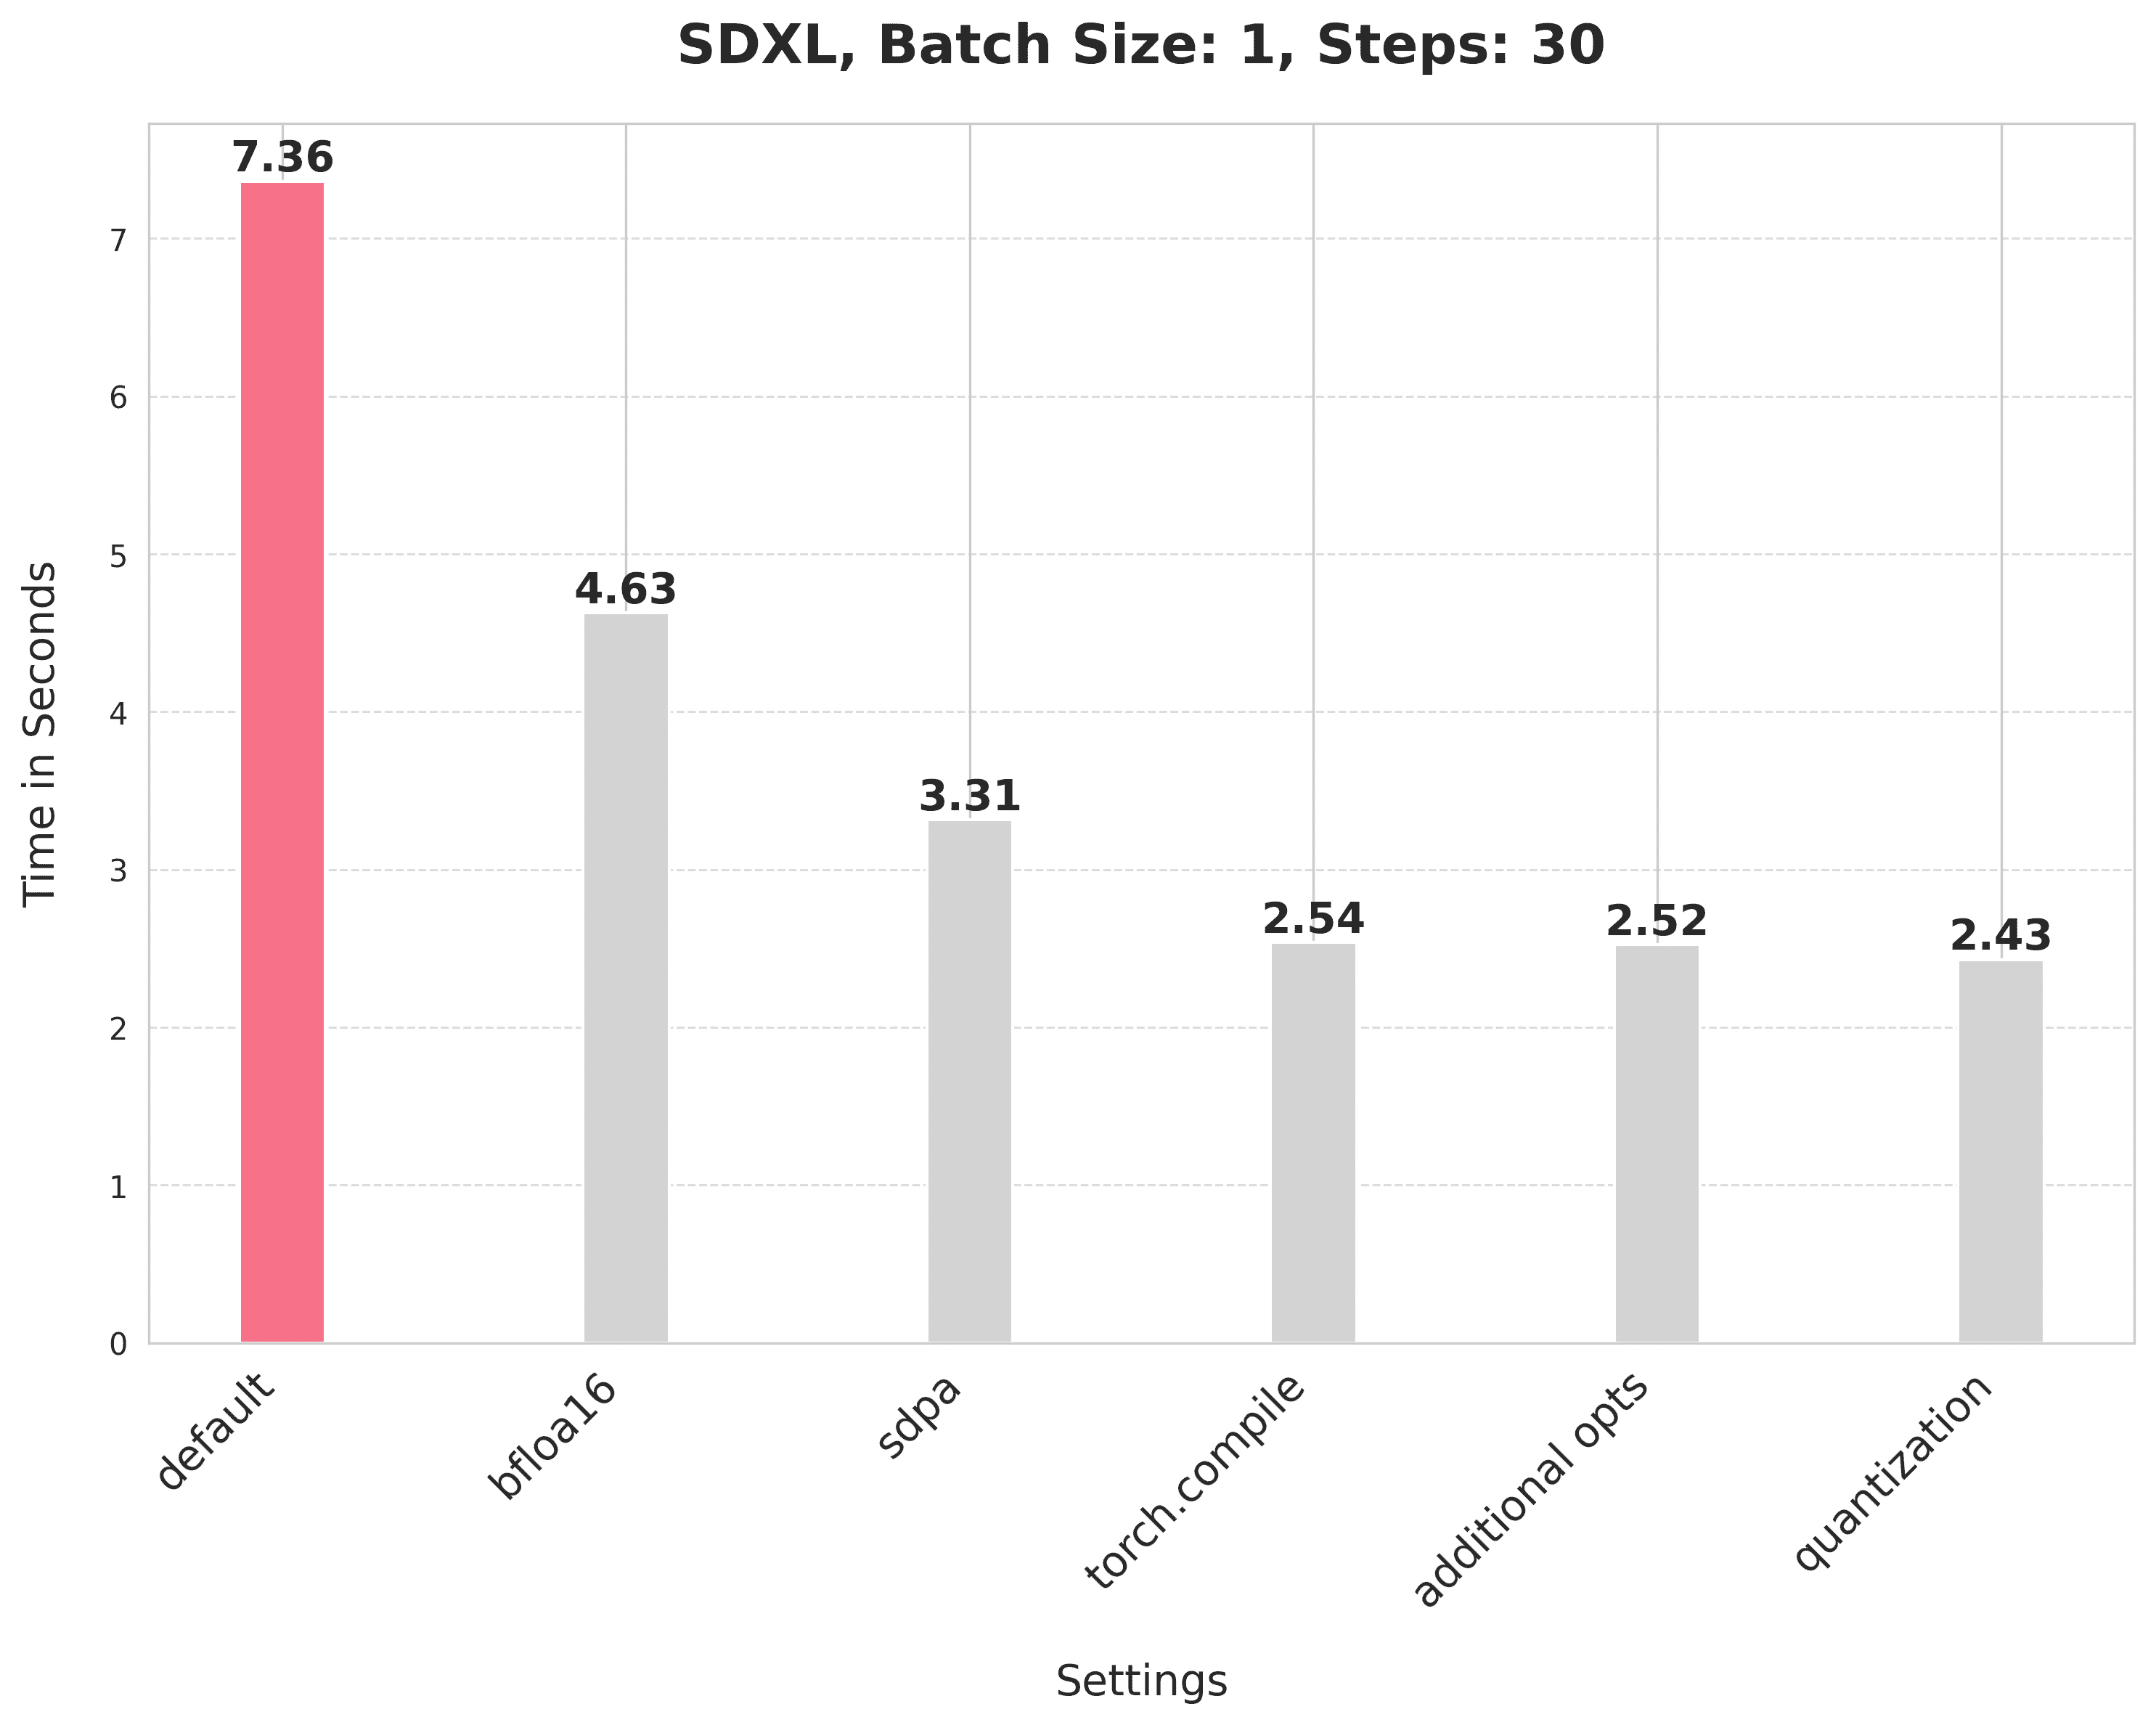 SDXL, Batch Size: 1, Steps: 30
7.36
4.63
3.31
2.54
2.52
2.43
7
6
5
4
3
2
1
0
Time in Seconds
default
bfloa16
sdpa
torch.compile
additional opts
quantization
Settings